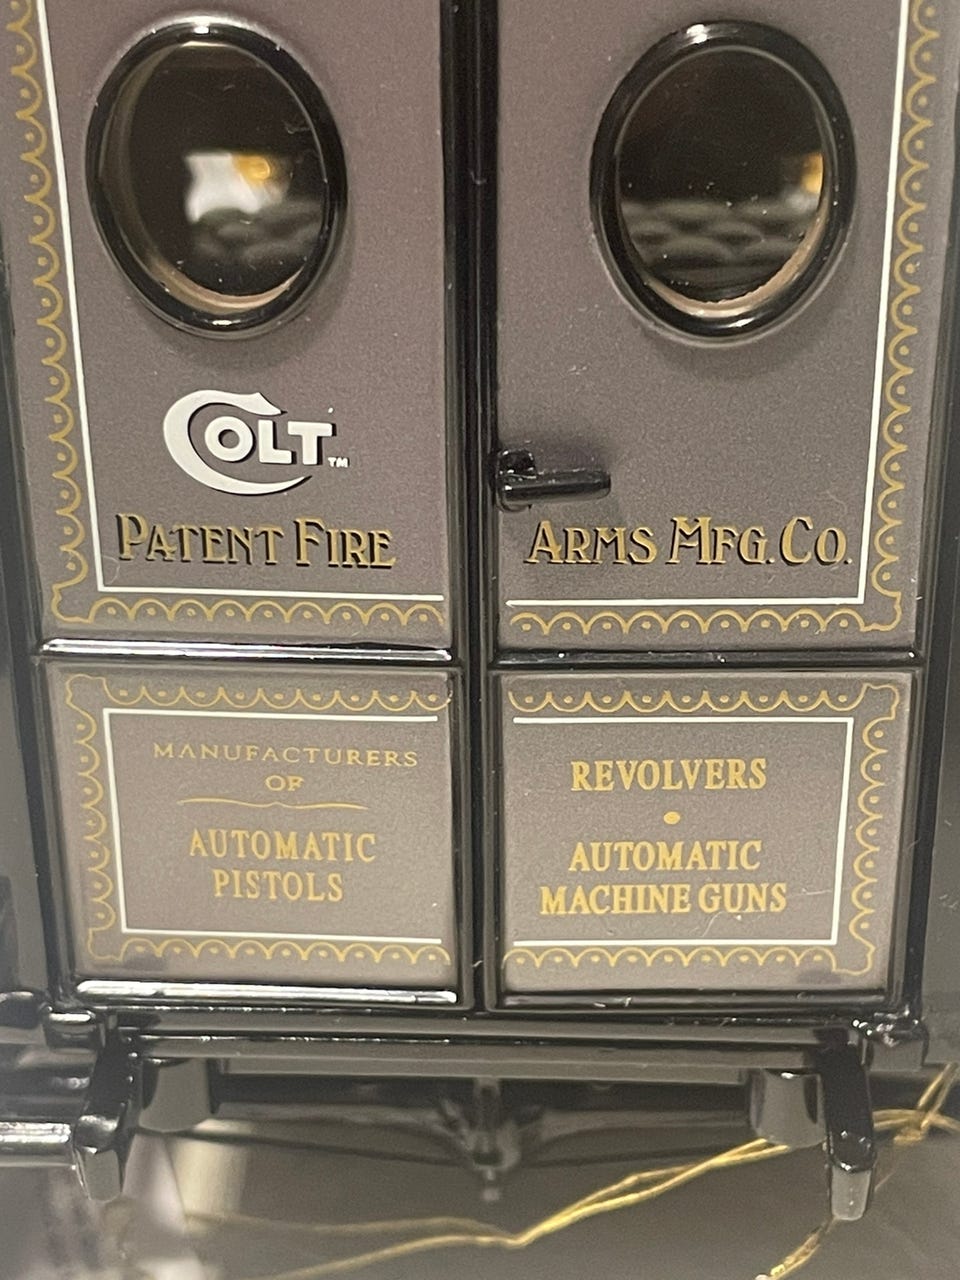 COLT™
PATENT FIRE ARMS MFG. CO.
MANUFACTURERS
OF
AUTOMATIC
PISTOLS
REVOLVERS
•
AUTOMATIC
MACHINE GUNS